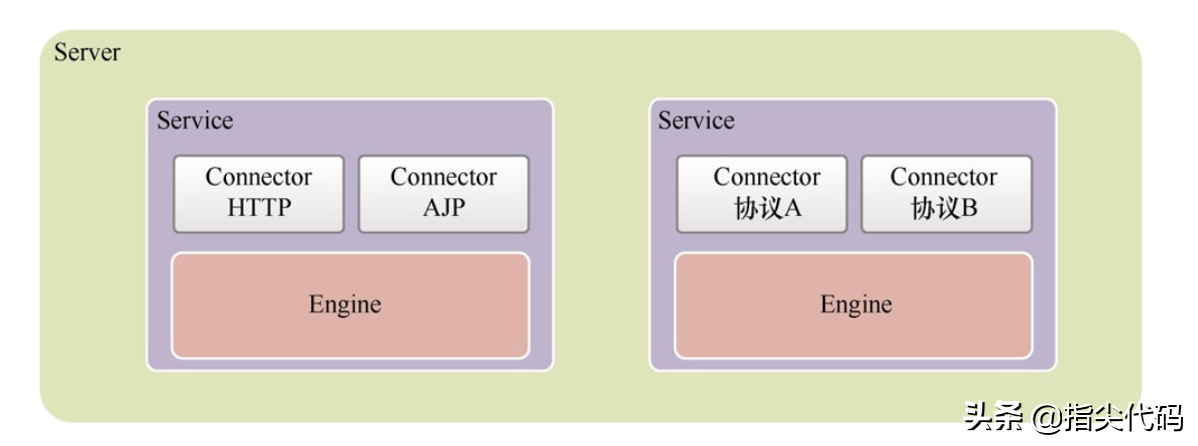 Server
Service
Connector
HTTP
Connector
AJP
Engine
Service
Connector
协议A
Connector
协议B
Engine
头条 @指尖代码